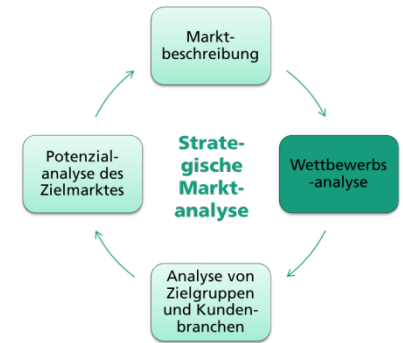 Markt-
beschreibung
Potenzial-
analyse des
Zielmarktes
Strate-
gische
Markt-
analyse
Wettbewerbs
-analyse
Analyse von
Zielgruppen
und Kunden-
branchen